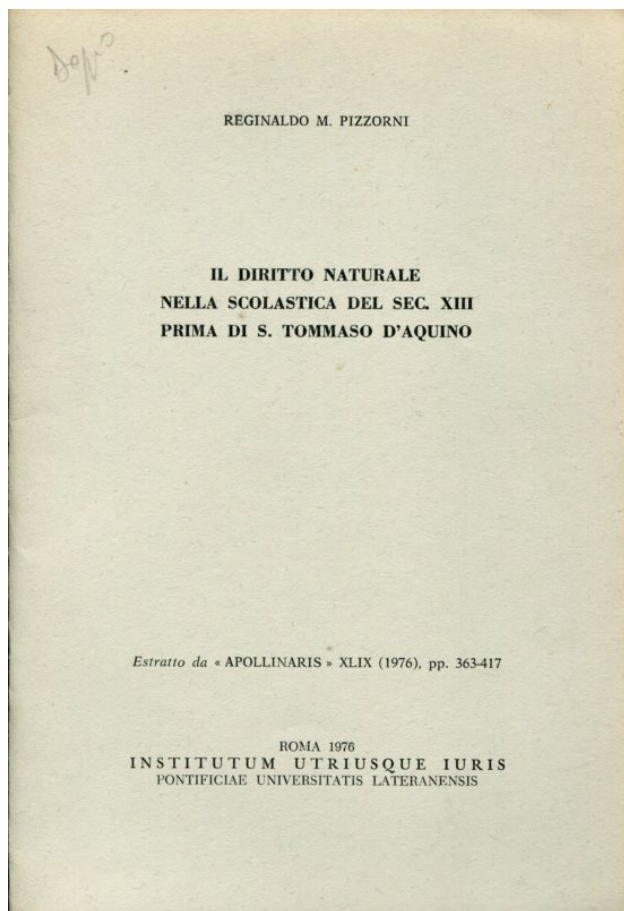 REGINALDO M. PIZZORNI
IL DIRITTO NATURALE
NELLA SCOLASTICA DEL SEC. XIII
PRIMA DI S. TOMMASO D'AQUINO
Estratto da « APOLLINARIS » XLIX (1976), pp. 363-417
ROMA 1976
INSTITUTUM UTRIUSQUE IURIS
PONTIFICIAE UNIVERSITATIS LATERANENSIS